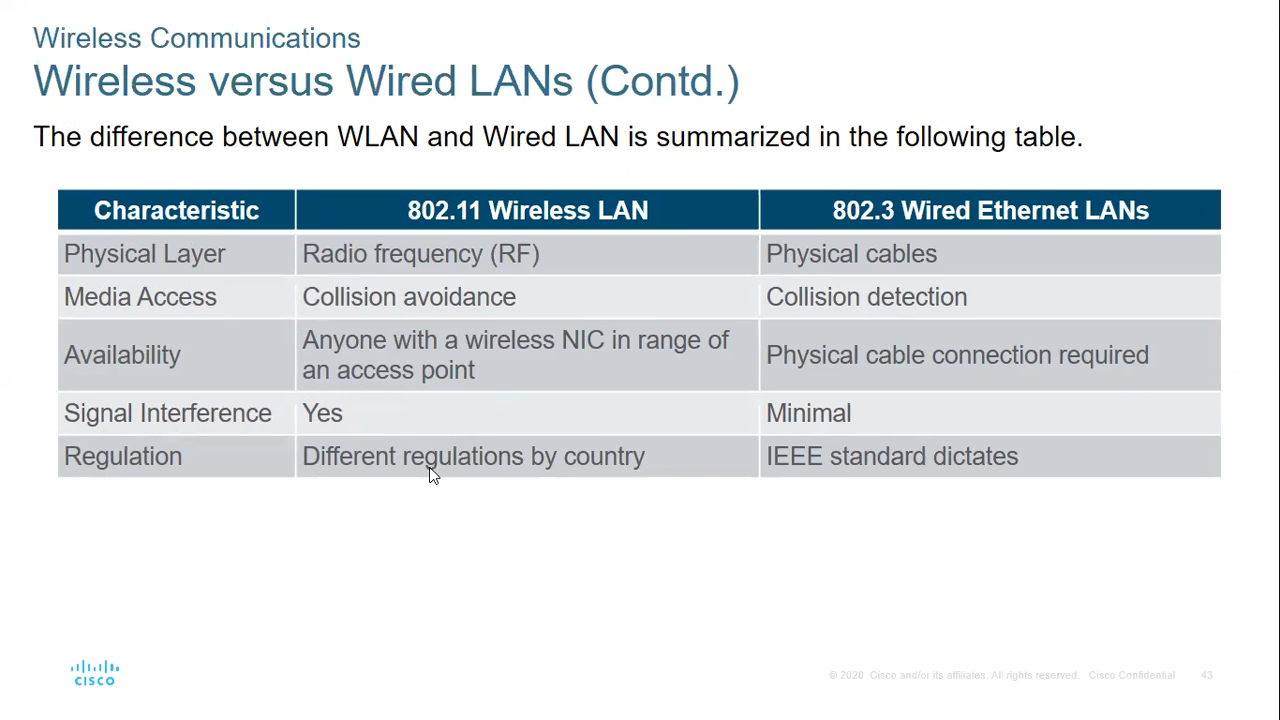 Wireless Communications
Wireless versus Wired LANs (Contd.)
The difference between WLAN and Wired LAN is summarized in the following table.
Characteristic 802.11 Wireless LAN 802.3 Wired Ethernet LANs
Physical Layer Radio frequency (RF) Physical cables
Media Access Collision avoidance Collision detection
Availability Anyone with a wireless NIC in range of
an access point Physical cable connection required
Signal Interference Yes Minimal
Regulation Different regulations by country IEEE standard dictates
CISCO
© 2020 Cisco and/or its affiliates. All rights reserved. Cisco Confidential 43